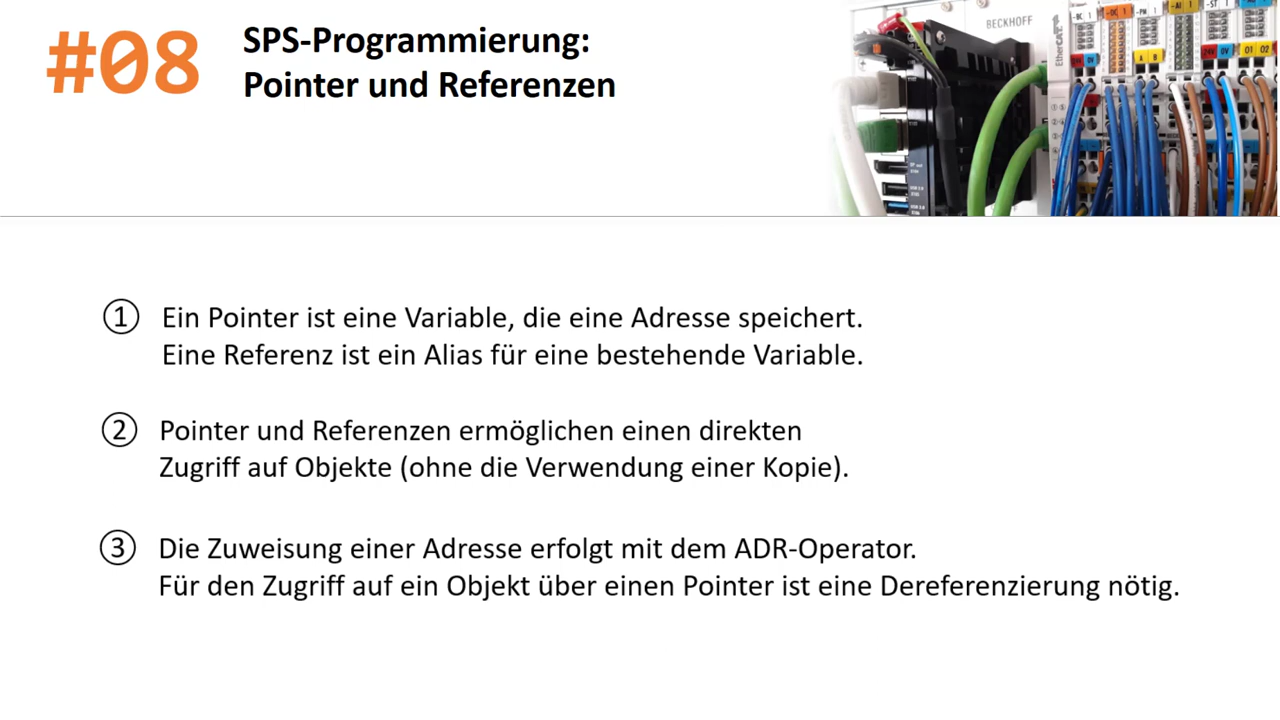 #08
SPS-Programmierung:
Pointer und Referenzen
BECKHOFF
EtherCAT
① Ein Pointer ist eine Variable, die eine Adresse speichert.
Eine Referenz ist ein Alias für eine bestehende Variable.
② Pointer und Referenzen ermöglichen einen direkten
Zugriff auf Objekte (ohne die Verwendung einer Kopie).
③ Die Zuweisung einer Adresse erfolgt mit dem ADR-Operator.
Für den Zugriff auf ein Objekt über einen Pointer ist eine Dereferenzierung nötig.